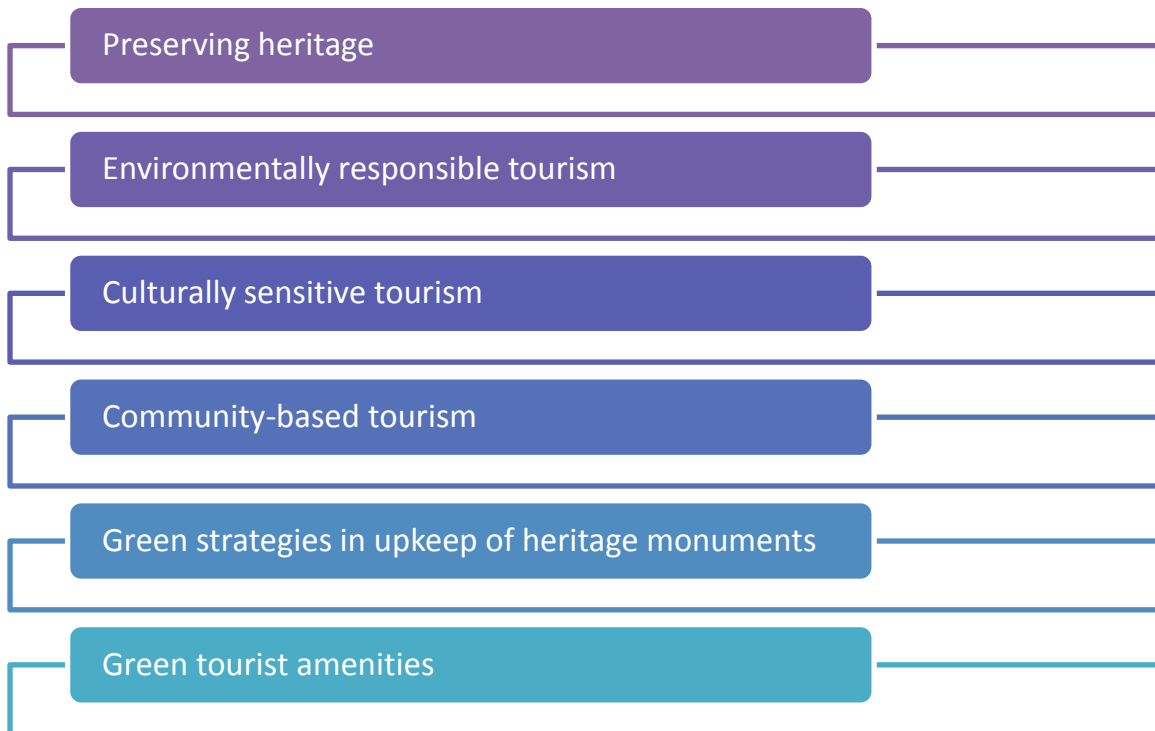 Preserving heritage
Environmentally responsible tourism
Culturally sensitive tourism
Community-based tourism
Green strategies in upkeep of heritage monuments
Green tourist amenities